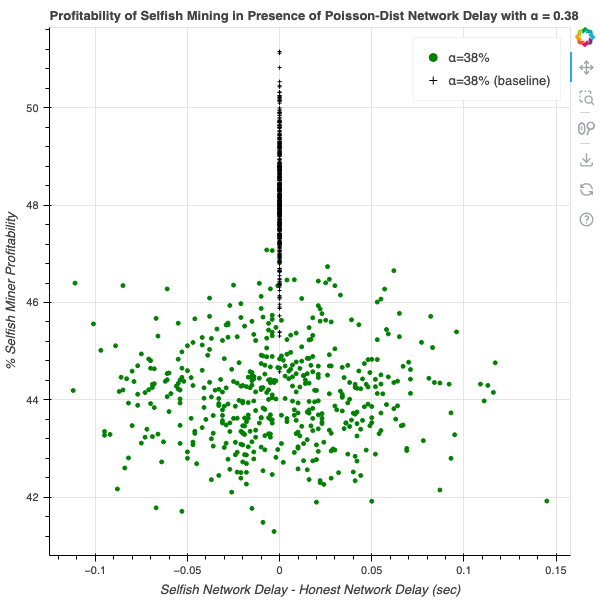 Profitability of Selfish Mining in Presence of Poisson-Dist Network Delay with α = 0.38
α=38%
α=38% (baseline)
% Selfish Miner Profitability
50
48
46
44
42
−0.1
−0.05
0
0.05
0.1
0.15
Selfish Network Delay - Honest Network Delay (sec)